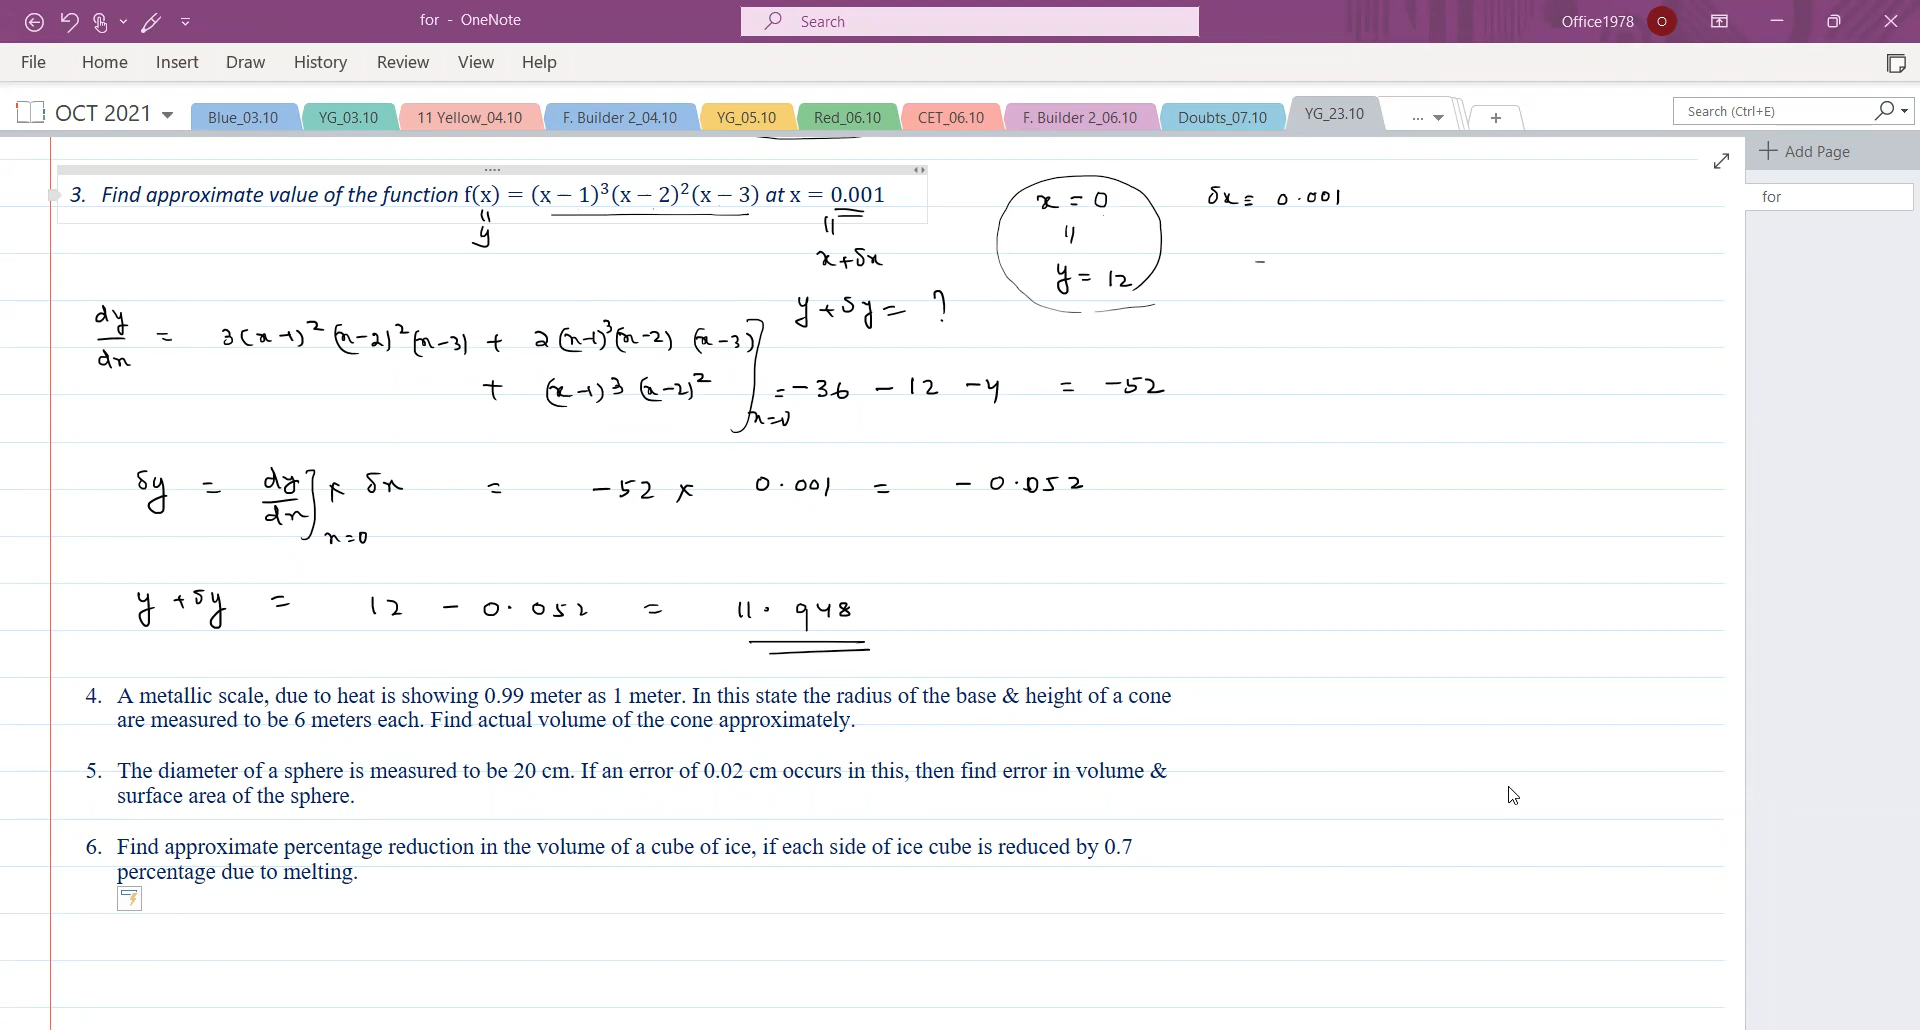 for - OneNote
Search
Office1978 O
File Home Insert Draw History Review View Help
OCT 2021
Blue_03.10 YG_03.10 11 Yellow_04.10 F. Builder 2_04.10 YG_05.10 Red_06.10 CET_06.10 F. Builder 2_06.10 Doubts_07.10 YG_23.10 ... +
Search (Ctrl+E)
+ Add Page
for
3. Find approximate value of the function f(x) = (x − 1)³(x − 2)²(x − 3) at x = 0.001
y
x+δx
x = 0
y = 12
δx = 0.001
y + δy = ?
dy/dx = 3(x-1)² (x-2)² (x-3) + 2(x-1)³(x-2) (x-3)
+ (x-1)3 (x-2)² ]x=0 = -36 - 12 - 4 = -52
δy = dy/dx]x=0 × δx = -52 × 0.001 = - 0.052
y + δy = 12 - 0.052 = 11.948
4. A metallic scale, due to heat is showing 0.99 meter as 1 meter. In this state the radius of the base & height of a cone
are measured to be 6 meters each. Find actual volume of the cone approximately.
5. The diameter of a sphere is measured to be 20 cm. If an error of 0.02 cm occurs in this, then find error in volume &
surface area of the sphere.
6. Find approximate percentage reduction in the volume of a cube of ice, if each side of ice cube is reduced by 0.7
percentage due to melting.